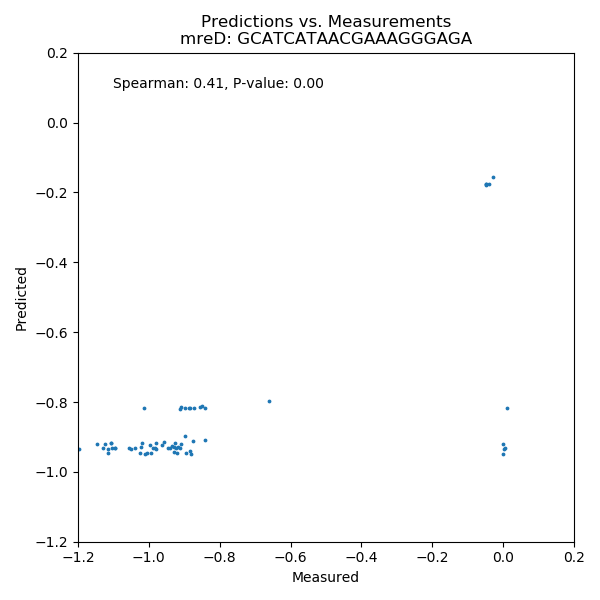 Predictions vs. Measurements
mreD: GCATCATAACGAAAGGGAGA
Spearman: 0.41, P-value: 0.00
Predicted
0.2
0.0
−0.2
−0.4
−0.6
−0.8
−1.0
−1.2
−1.2 −1.0 −0.8 −0.6 −0.4 −0.2 0.0 0.2
Measured